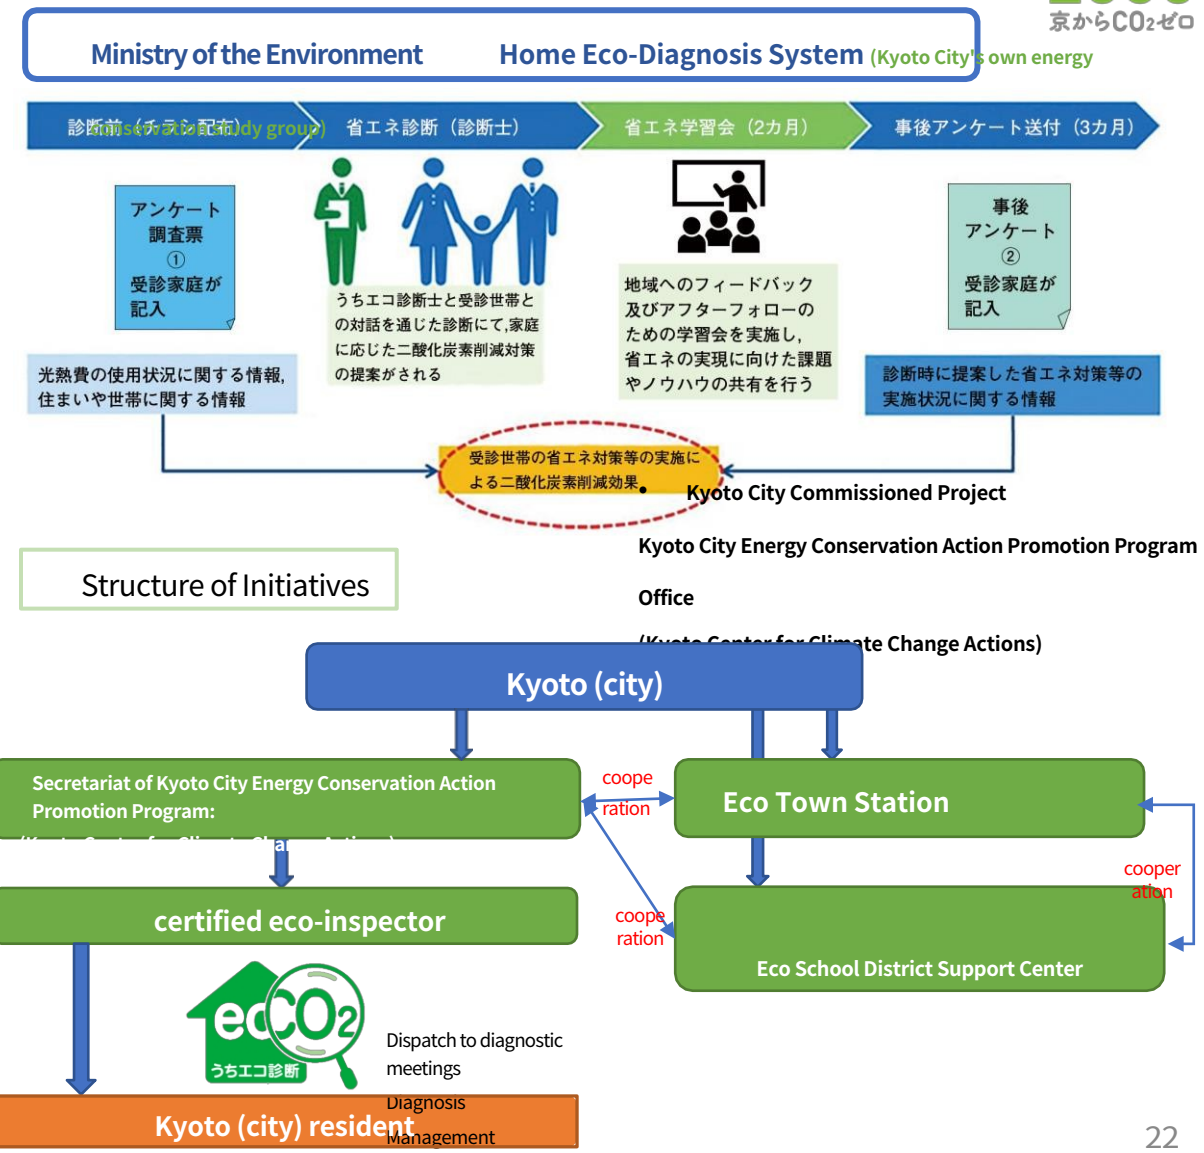 京からCO₂ゼロ
Ministry of the Environment Home Eco-Diagnosis System (Kyoto City's own energy
conservation study group)
診断前（チラシ配布）
省エネ診断（診断士）
省エネ学習会（2カ月）
事後アンケート送付（3カ月）
アンケート
調査票
①
受診家庭が
記入
光熱費の使用状況に関する情報,
住まいや世帯に関する情報
うちエコ診断士と受診世帯と
の対話を通じた診断にて,家庭
に応じた二酸化炭素削減対策
の提案がされる
地域へのフィードバック
及びアフターフォローの
ための学習会を実施し,
省エネの実現に向けた課題
やノウハウの共有を行う
事後
アンケート
②
受診家庭が
記入
診断時に提案した省エネ対策等の
実施状況に関する情報
受診世帯の省エネ対策等の実施に
よる二酸化炭素削減効果
• Kyoto City Commissioned Project
Kyoto City Energy Conservation Action Promotion Program
Office
(Kyoto Center for Climate Change Actions)
Structure of Initiatives
Kyoto (city)
Secretariat of Kyoto City Energy Conservation Action
Promotion Program:
(Kyoto Center for Climate Change Actions)
coope
ration
Eco Town Station
cooper
ation
certified eco-inspector
coope
ration
Eco School District Support Center
ecCO2
うちエコ診断
Dispatch to diagnostic
meetings
Diagnosis
Management
Kyoto (city) resident
22